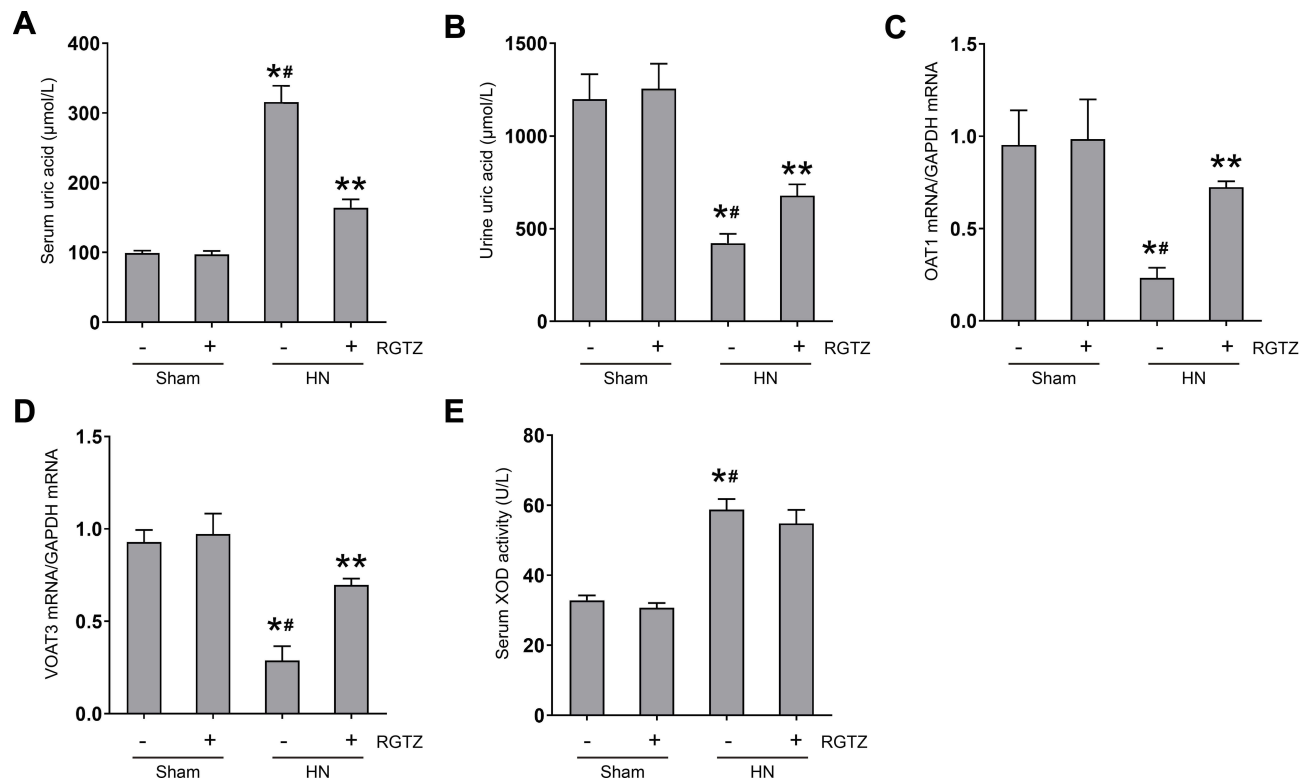 A
Serum uric acid (μmol/L)
400
300
200
100
0
*#
**
- + - + RGTZ
Sham HN
B
Urine uric acid (μmol/L)
1500
1000
500
0
*#
**
- + - + RGTZ
Sham HN
C
OAT1 mRNA/GAPDH mRNA
1.5
1.0
0.5
0.0
*#
**
- + - + RGTZ
Sham HN
D
VOAT3 mRNA/GAPDH mRNA
1.5
1.0
0.5
0.0
*#
**
- + - + RGTZ
Sham HN
E
Serum XOD activity (U/L)
80
60
40
20
0
*#
- + - + RGTZ
Sham HN